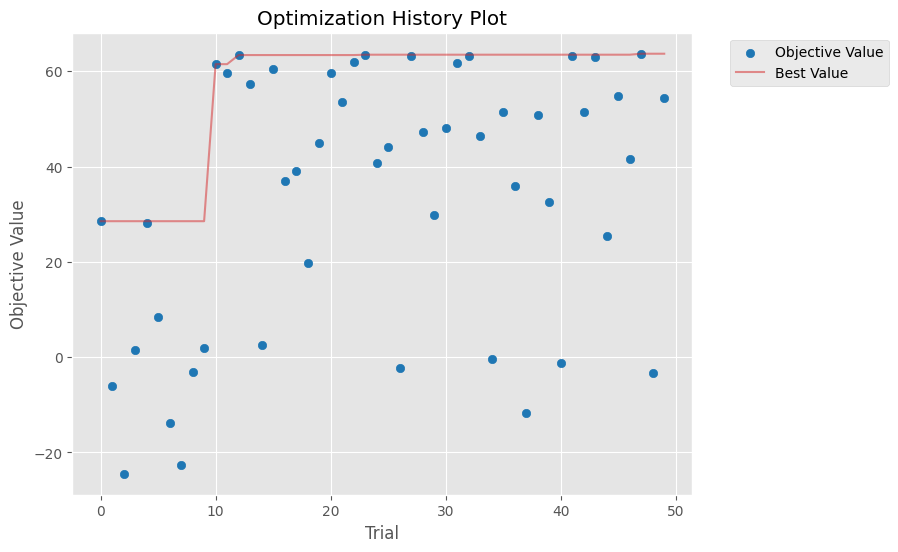 Optimization History Plot
Objective Value
Best Value
Objective Value
60
40
20
0
−20
0 10 20 30 40 50
Trial